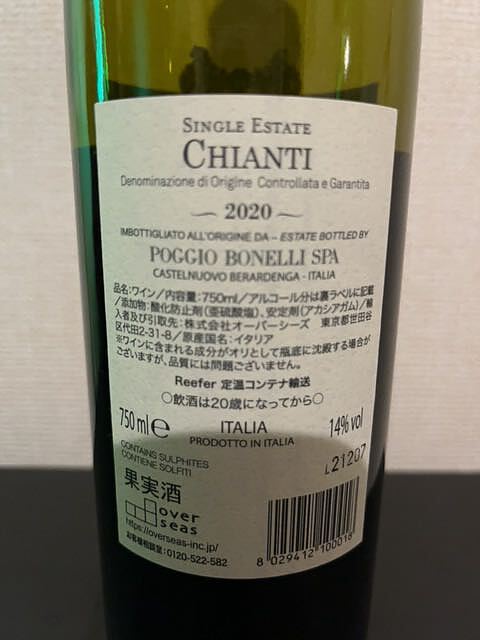 SINGLE ESTATE
CHIANTI
Denominazione di Origine Controllata e Garantita
2020
IMBOTTIGLIATO ALL'ORIGINE DA – ESTATE BOTTLED BY
POGGIO BONELLI SPA
CASTELNUOVO BERARDENGA - ITALIA
品名:ワイン/内容量:750ml/アルコール分は裏ラベルに記載
/添加物:酸化防止剤(亜硫酸塩)、安定剤(アカシアガム)/輸
入者及び引取先:株式会社オーバーシーズ 東京都世田谷
区代田2-31-8/原産国名:イタリア
※ワインに含まれる成分がオリとして瓶底に沈殿する場合が
ございますが、品質には問題ございません。
Reefer 定温コンテナ輸送
○飲酒は20歳になってから○
750 ml e
ITALIA
PRODOTTO IN ITALIA
14% vol
L21207
CONTAINS SULPHITES
CONTIENE SOLFITI
果実酒
over
seas
https://overseas-inc.jp/
お客様相談室:0120-522-582
8 029412 100018